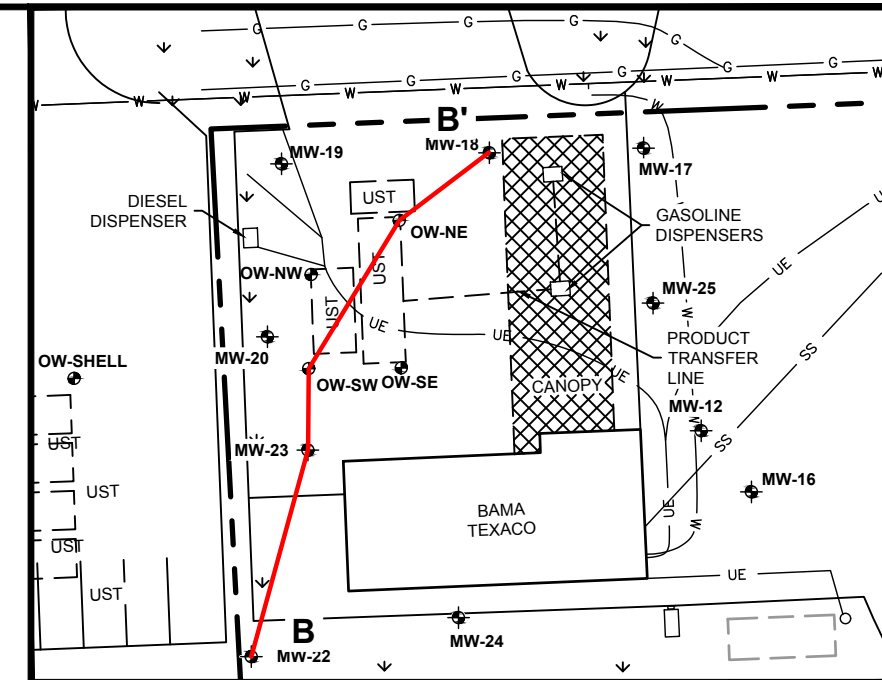 G
G
G
G
G
G
G
G
G
W
W
W
W
W
W
W
W
B'
MW-18
MW-19
MW-17
DIESEL
DISPENSER
UST
OW-NE
GASOLINE
DISPENSERS
UST
OW-NW
UST
UE
UE
UE
MW-25
W
PRODUCT
TRANSFER
LINE
MW-20
OW-SHELL
OW-SW
OW-SE
CANOPY
UE
SS
MW-12
W
SS
MW-23
UST
UST
UST
UST
MW-16
BAMA
TEXACO
UE
W
UE
B
MW-22
MW-24